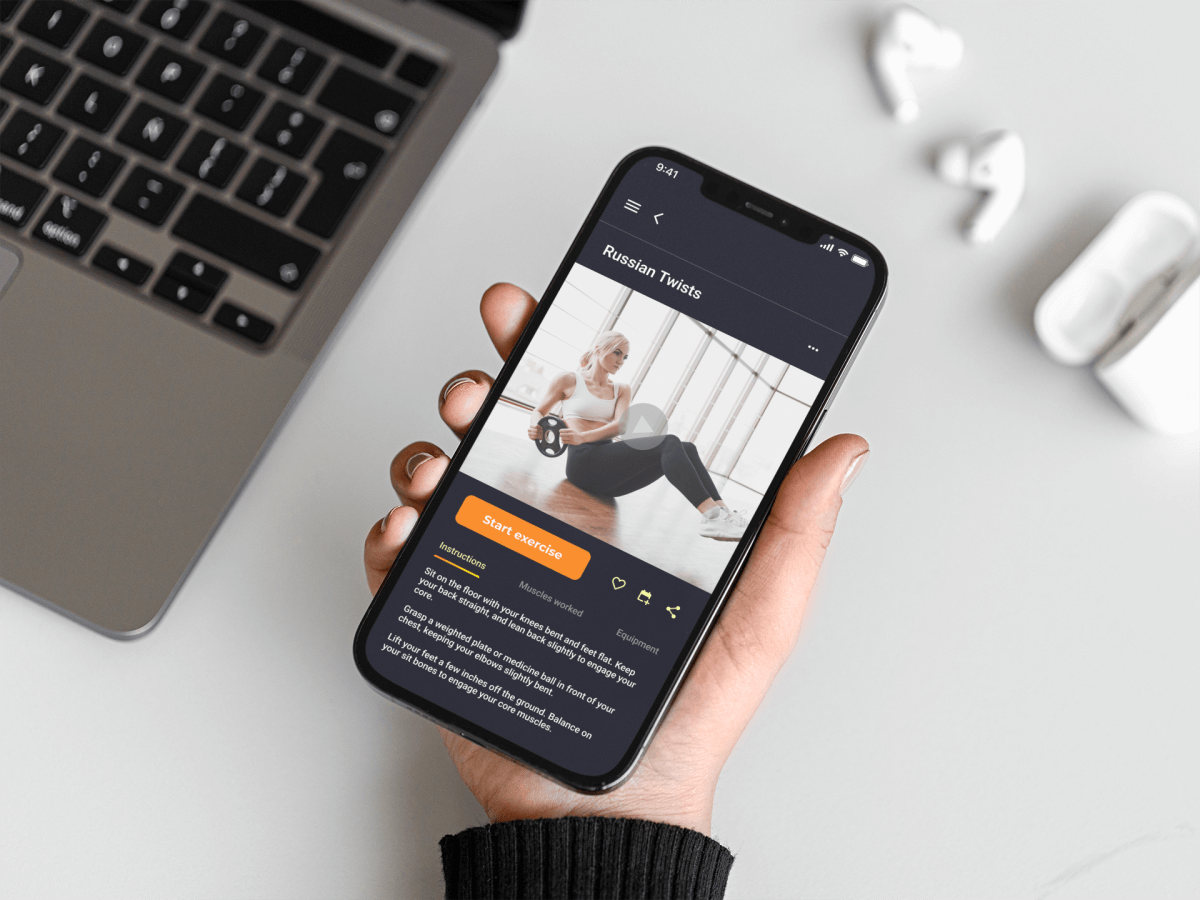 9:41
Russian Twists
Start exercise
Instructions
Muscles worked
Equipment
Sit on the floor with your knees bent and feet flat. Keep
your back straight, and lean back slightly to engage your
core.
Grasp a weighted plate or medicine ball in front of your
chest, keeping your elbows slightly bent.
Lift your feet a few inches off the ground. Balance on
your sit bones to engage your core muscles.
K
L
Ñ
option